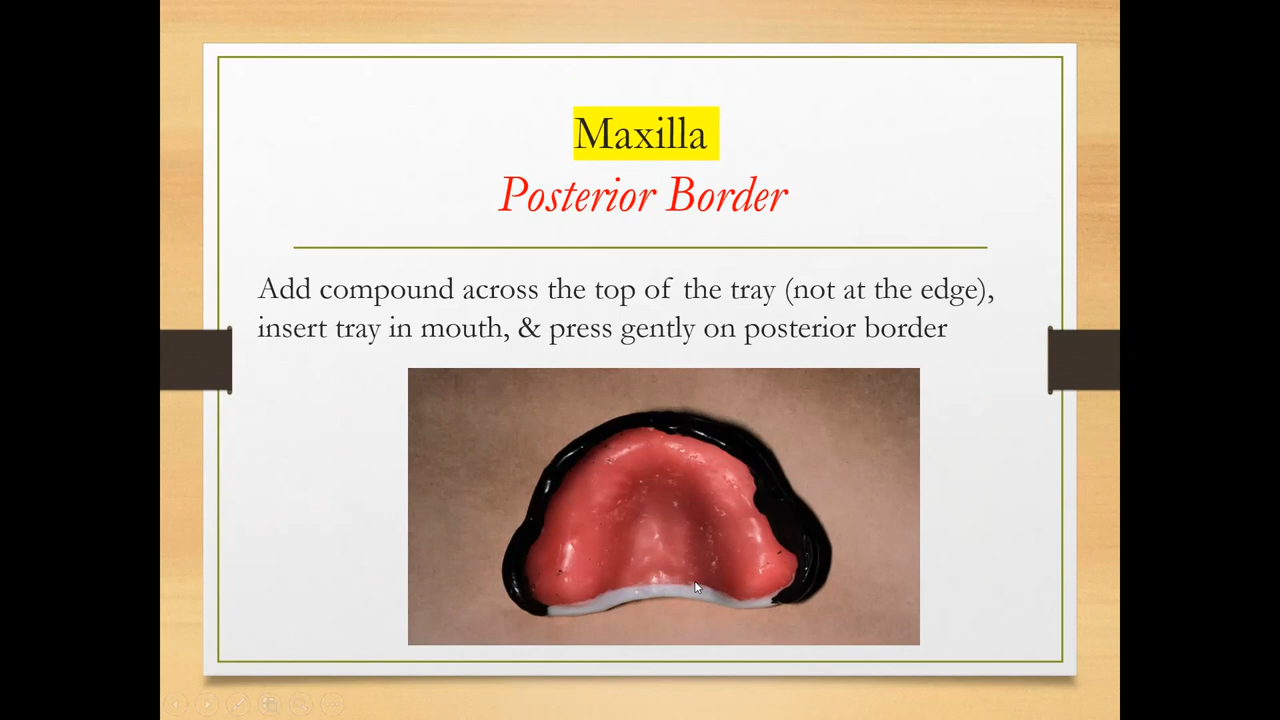 Maxilla
Posterior Border
Add compound across the top of the tray (not at the edge),
insert tray in mouth, & press gently on posterior border